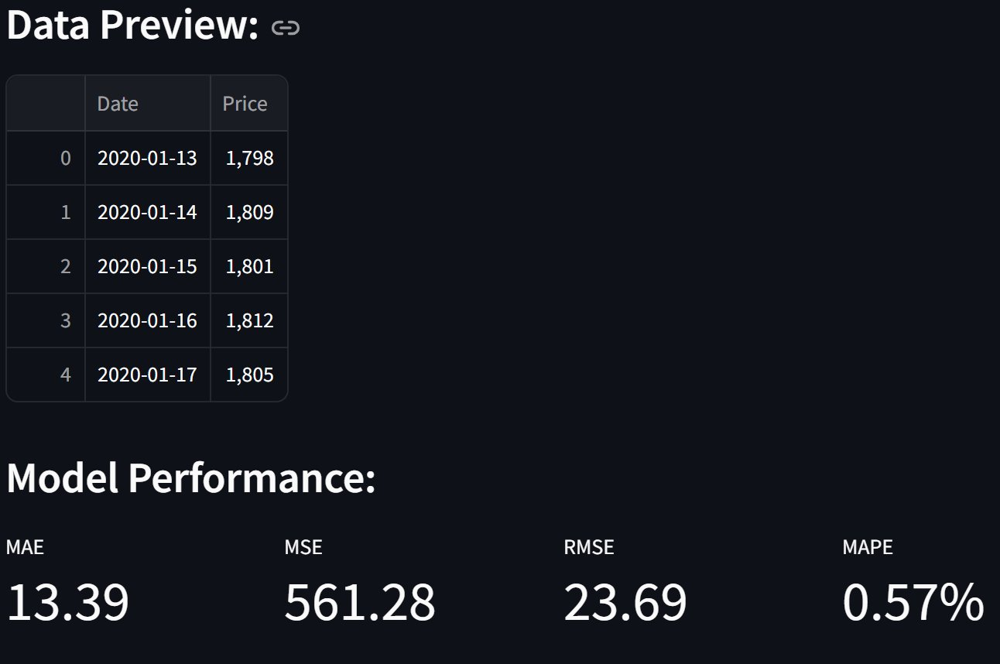 Data Preview:
Date Price
0 2020-01-13 1,798
1 2020-01-14 1,809
2 2020-01-15 1,801
3 2020-01-16 1,812
4 2020-01-17 1,805
Model Performance:
MAE MSE RMSE MAPE
13.39 561.28 23.69 0.57%